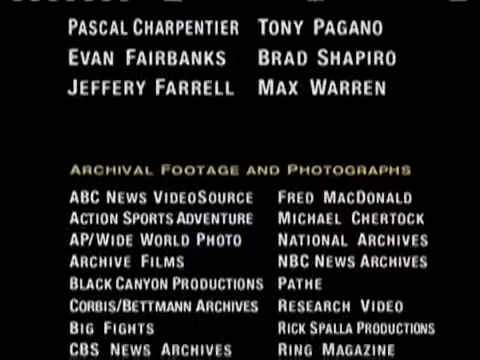 PASCAL CHARPENTIER TONY PAGANO
EVAN FAIRBANKS BRAD SHAPIRO
JEFFERY FARRELL MAX WARREN
ARCHIVAL FOOTAGE AND PHOTOGRAPHS
ABC NEWS VIDEOSOURCE FRED MACDONALD
ACTION SPORTS ADVENTURE MICHAEL CHERTOCK
AP/WIDE WORLD PHOTO NATIONAL ARCHIVES
ARCHIVE FILMS NBC NEWS ARCHIVES
BLACK CANYON PRODUCTIONS PATHE
CORBIS/BETTMANN ARCHIVES RESEARCH VIDEO
BIG FIGHTS RICK SPALLA PRODUCTIONS
CBS NEWS ARCHIVES RING MAGAZINE